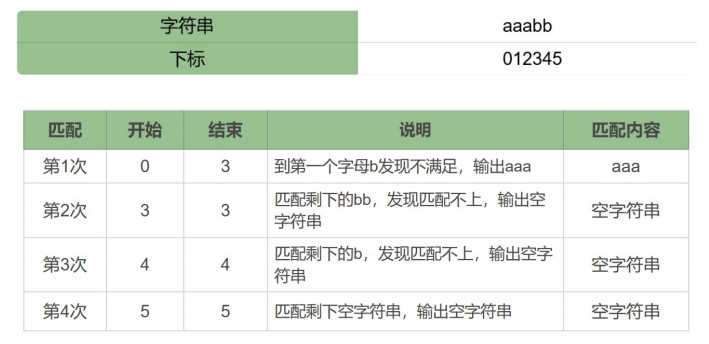 字符串 aaabb
下标 012345
匹配 开始 结束 说明 匹配内容
第1次 0 3 到第一个字母b发现不满足，输出aaa aaa
第2次 3 3 匹配剩下的bb，发现匹配不上，输出空
字符串 空字符串
第3次 4 4 匹配剩下的b，发现匹配不上，输出空字
符串 空字符串
第4次 5 5 匹配剩下空字符串，输出空字符串 空字符串